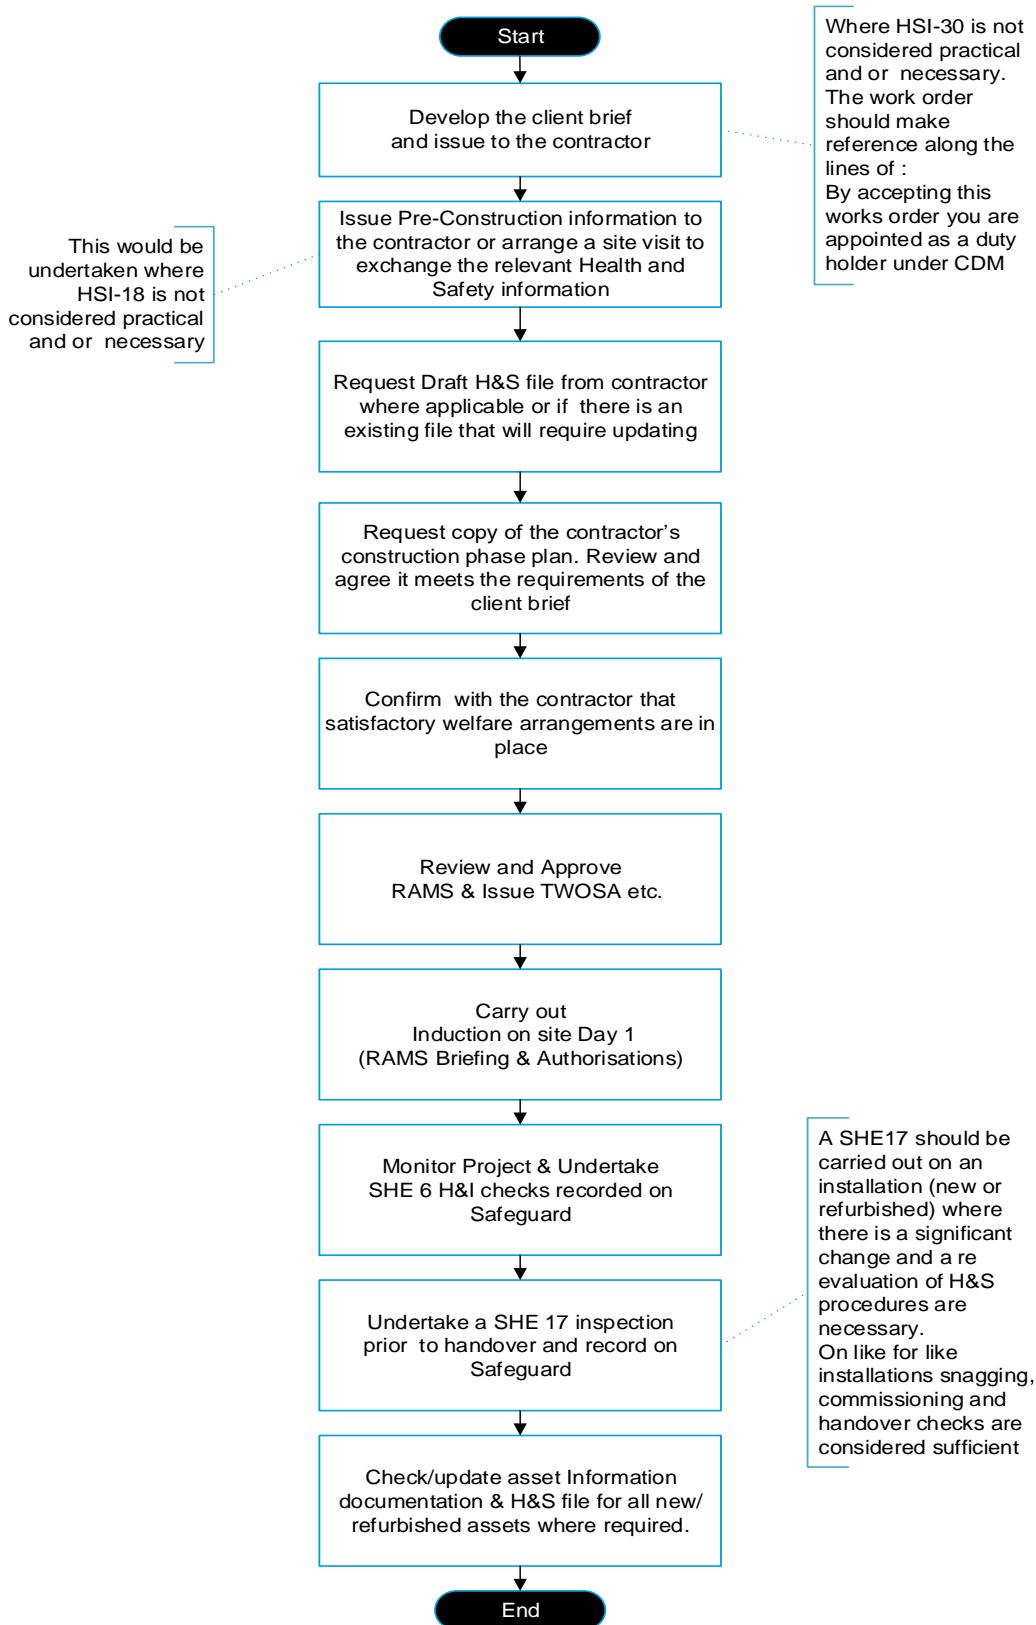 Start
Where HSI-30 is not
considered practical
and or necessary.
The work order
should make
reference along the
lines of :
By accepting this
works order you are
appointed as a duty
holder under CDM
Develop the client brief
and issue to the contractor
This would be
undertaken where
HSI-18 is not
considered practical
and or necessary
Issue Pre-Construction information to
the contractor or arrange a site visit to
exchange the relevant Health and
Safety information
Request Draft H&S file from contractor
where applicable or if there is an
existing file that will require updating
Request copy of the contractor’s
construction phase plan. Review and
agree it meets the requirements of the
client brief
Confirm with the contractor that
satisfactory welfare arrangements are in
place
Review and Approve
RAMS & Issue TWOSA etc.
Carry out
Induction on site Day 1
(RAMS Briefing & Authorisations)
Monitor Project & Undertake
SHE 6 H&I checks recorded on
Safeguard
Undertake a SHE 17 inspection
prior to handover and record on
Safeguard
A SHE17 should be
carried out on an
installation (new or
refurbished) where
there is a significant
change and a re
evaluation of H&S
procedures are
necessary.
On like for like
installations snagging,
commissioning and
handover checks are
considered sufficient
Check/update asset Information
documentation & H&S file for all new/
refurbished assets where required.
End